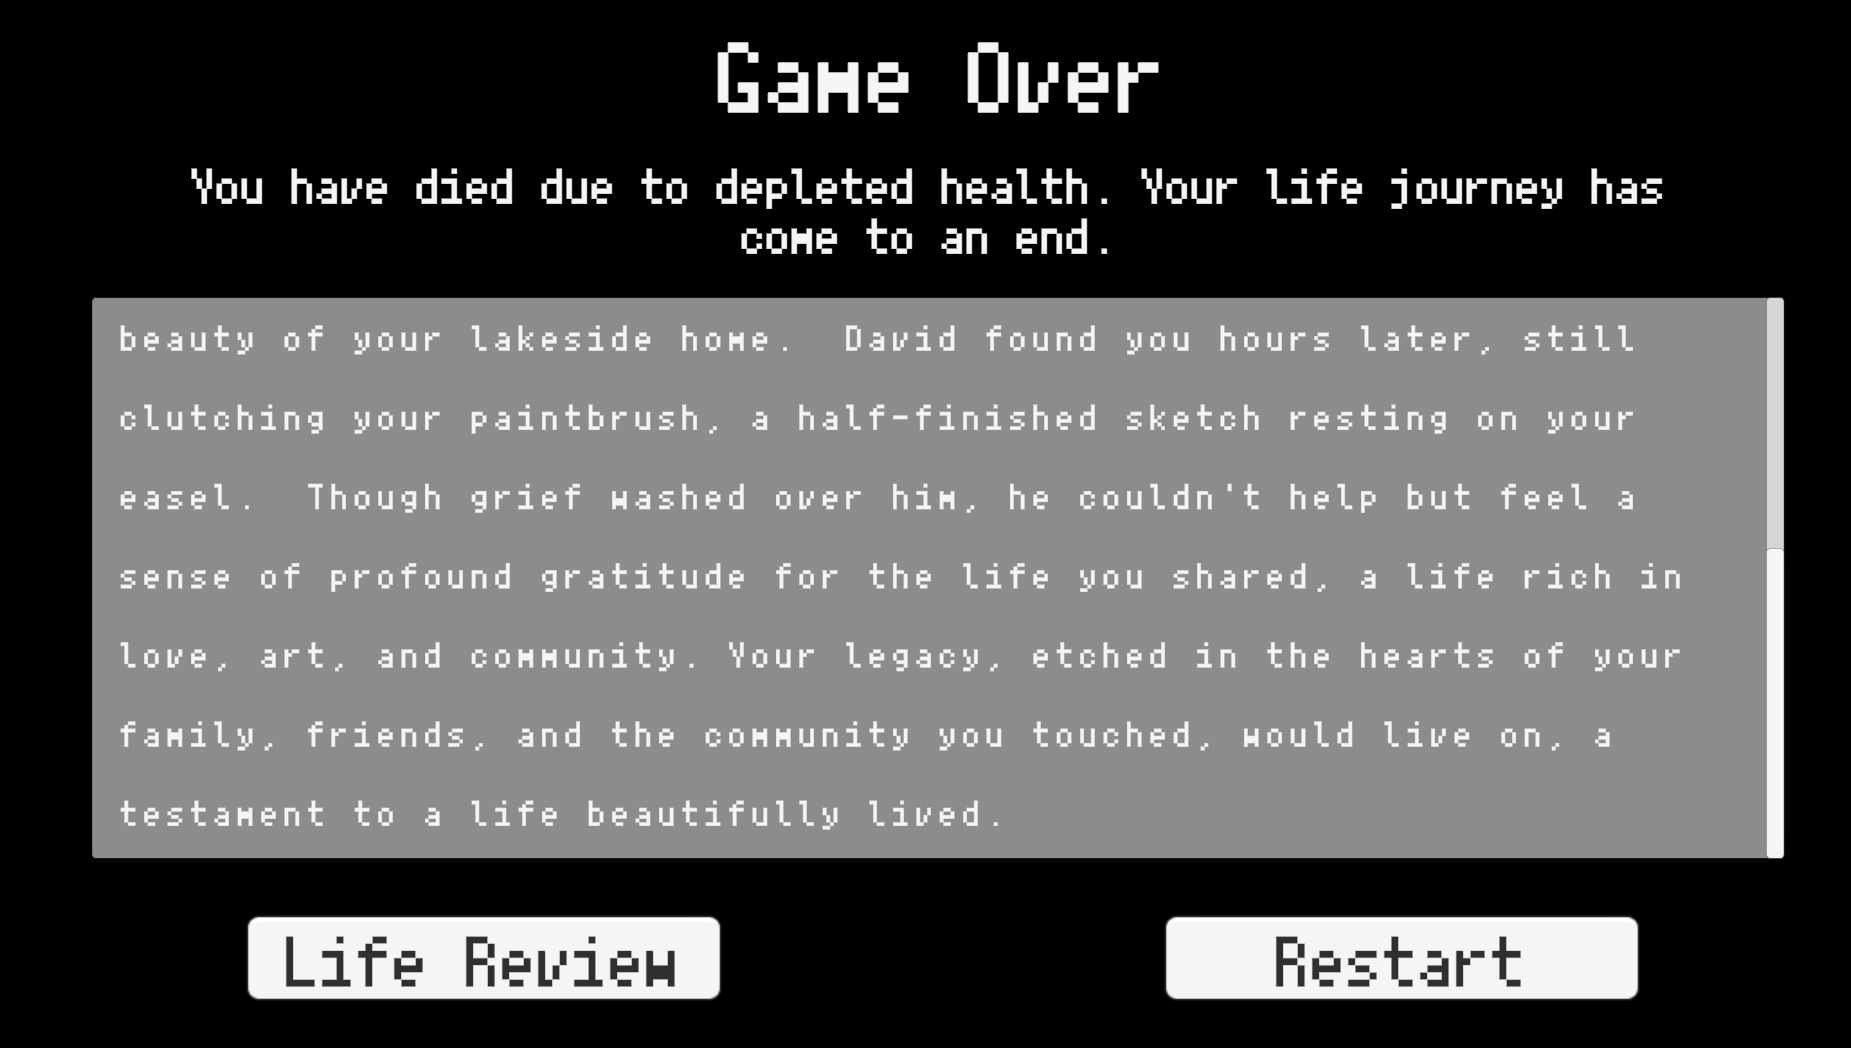 Game Over
You have died due to depleted health. Your life journey has
come to an end.
beauty of your lakeside home.  David found you hours later, still
clutching your paintbrush, a half-finished sketch resting on your
easel.  Though grief washed over him, he couldn't help but feel a
sense of profound gratitude for the life you shared, a life rich in
love, art, and community. Your legacy, etched in the hearts of your
family, friends, and the community you touched, would live on, a
testament to a life beautifully lived.
Life Review
Restart